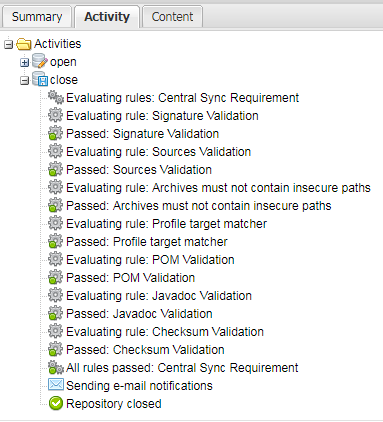 Summary Activity Content
Activities
open
close
Evaluating rules: Central Sync Requirement
Evaluating rule: Signature Validation
Passed: Signature Validation
Evaluating rule: Sources Validation
Passed: Sources Validation
Evaluating rule: Archives must not contain insecure paths
Passed: Archives must not contain insecure paths
Evaluating rule: Profile target matcher
Passed: Profile target matcher
Evaluating rule: POM Validation
Passed: POM Validation
Evaluating rule: Javadoc Validation
Passed: Javadoc Validation
Evaluating rule: Checksum Validation
Passed: Checksum Validation
All rules passed: Central Sync Requirement
Sending e-mail notifications
Repository closed